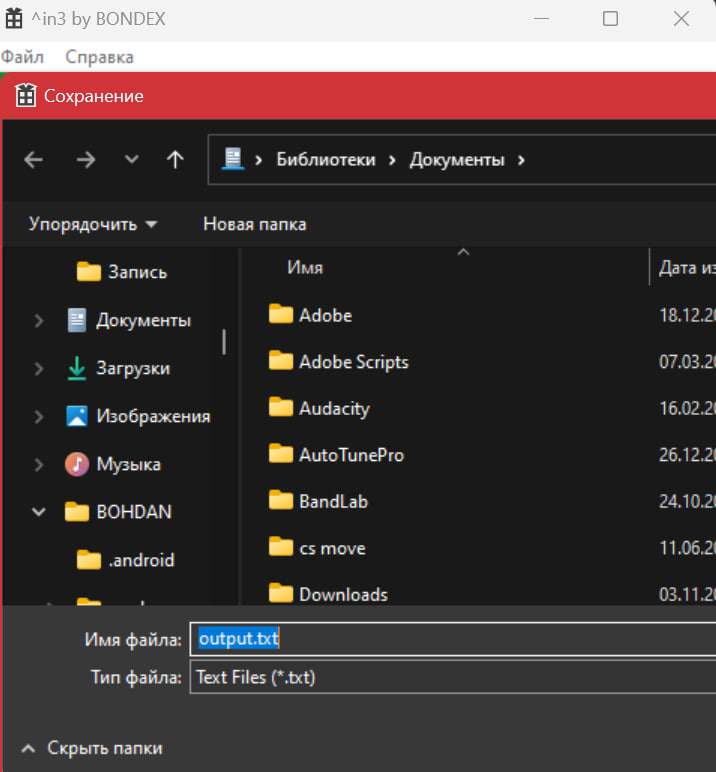 ^in3 by BONDEX
Файл Справка
Сохранение
Библиотеки Документы
Упорядочить Новая папка
Запись
Документы
Загрузки
Изображения
Музыка
BOHDAN
.android
Имя Дата из
Adobe 18.12.20
Adobe Scripts 07.03.20
Audacity 16.02.20
AutoTunePro 26.12.20
BandLab 24.10.20
cs move 11.06.20
Downloads 03.11.20
Имя файла: output.txt
Тип файла: Text Files (*.txt)
Скрыть папки